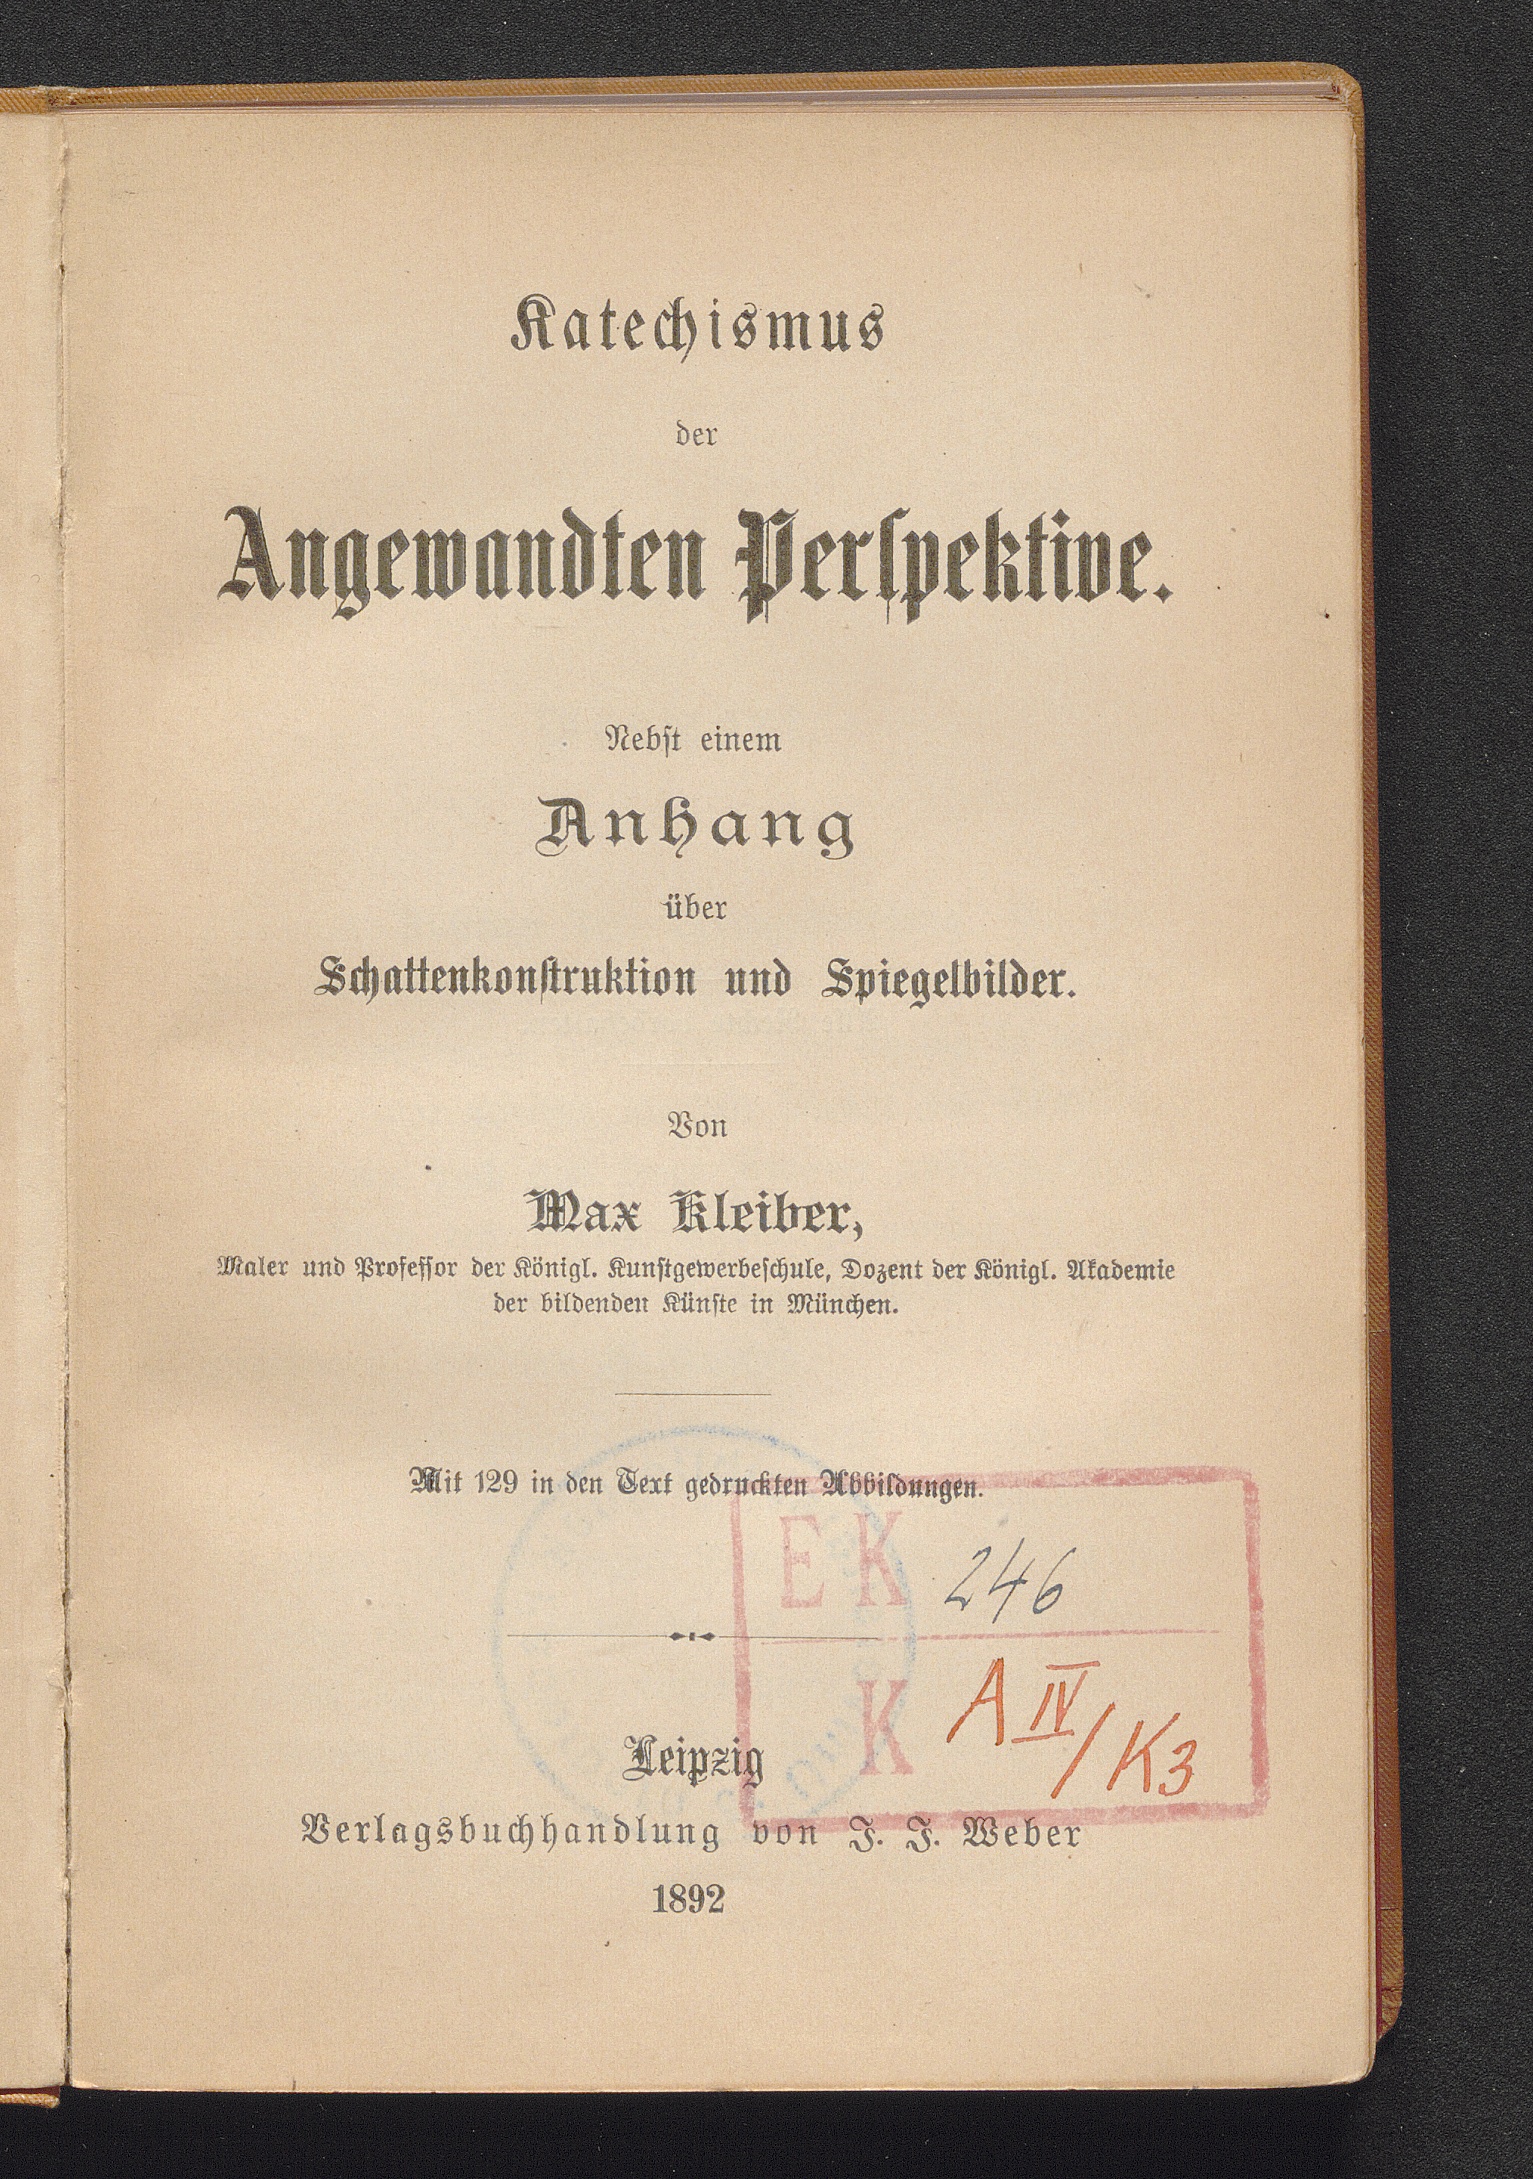 Katechismus
der
Angewandten Perſpektive.
Nebſt einem
Anhang
über
Schattenkonſtruktion und Spiegelbilder.
Von
Max Kleiber,
Maler und Profeſſor der Königl. Kunſtgewerbeſchule, Dozent der Königl. Akademie
der bildenden Künſte in München.
Mit 129 in den Text gedruckten Abbildungen.
EK 246
K A IV/K3
Leipzig
Verlagsbuchhandlung von J. J. Weber
1892